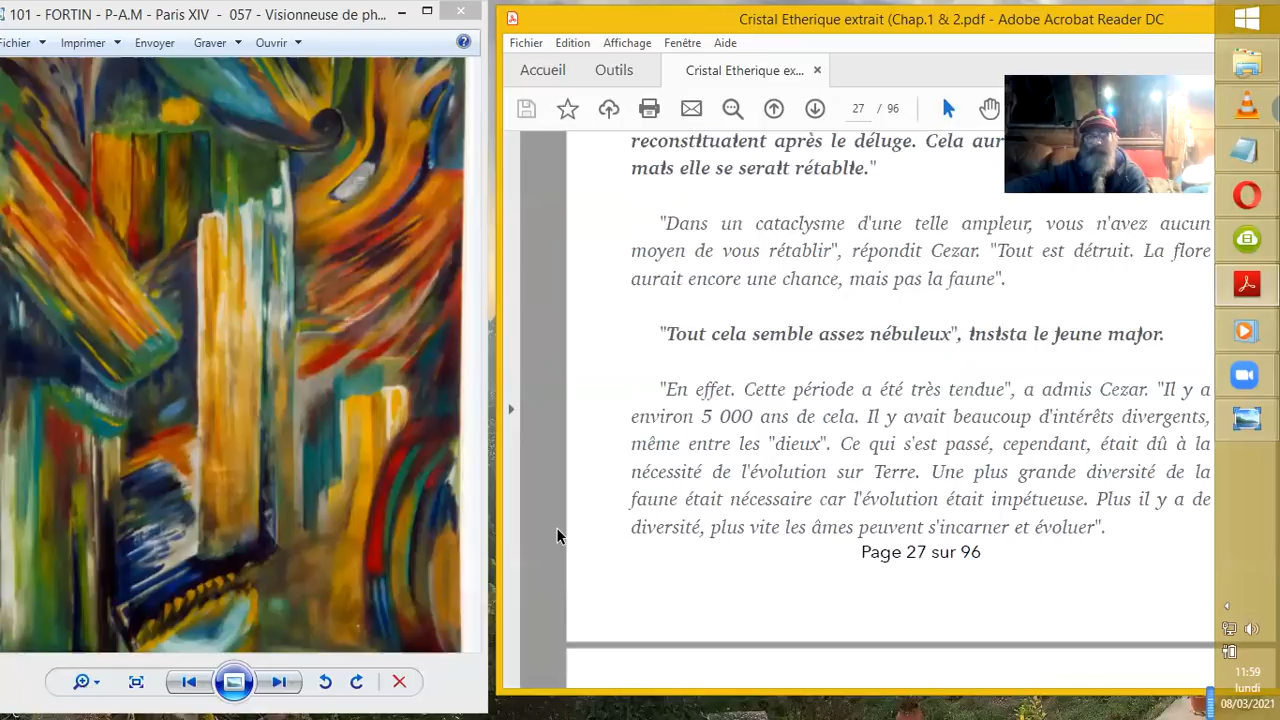 101 - FORTIN - P-A.M - Paris XIV - 057 - Visionneuse de ph...
Fichier
Imprimer
Envoyer
Graver
Ouvrir
Cristal Etherique extrait (Chap.1 & 2.pdf - Adobe Acrobat Reader DC
Fichier Edition Affichage Fenêtre Aide
Accueil Outils Cristal Etherique ex...
27 / 96
reconstituaient après le déluge. Cela aur
mais elle se serait rétablie."
"Dans un cataclysme d'une telle ampleur, vous n'avez aucun
moyen de vous rétablir", répondit Cezar. "Tout est détruit. La flore
aurait encore une chance, mais pas la faune".
"Tout cela semble assez nébuleux", insista le jeune major.
"En effet. Cette période a été très tendue", a admis Cezar. "Il y a
environ 5 000 ans de cela. Il y avait beaucoup d'intérêts divergents,
même entre les "dieux". Ce qui s'est passé, cependant, était dû à la
nécessité de l'évolution sur Terre. Une plus grande diversité de la
faune était nécessaire car l'évolution était impétueuse. Plus il y a de
diversité, plus vite les âmes peuvent s'incarner et évoluer".
Page 27 sur 96
11:59
lundi
08/03/2021